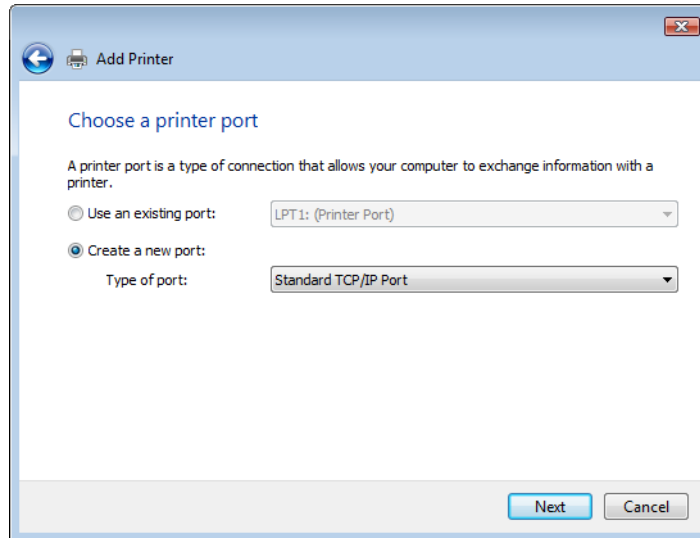 Add Printer
Choose a printer port
A printer port is a type of connection that allows your computer to exchange information with a
printer.
Use an existing port: LPT1: (Printer Port)
Create a new port:
Type of port: Standard TCP/IP Port
Next Cancel